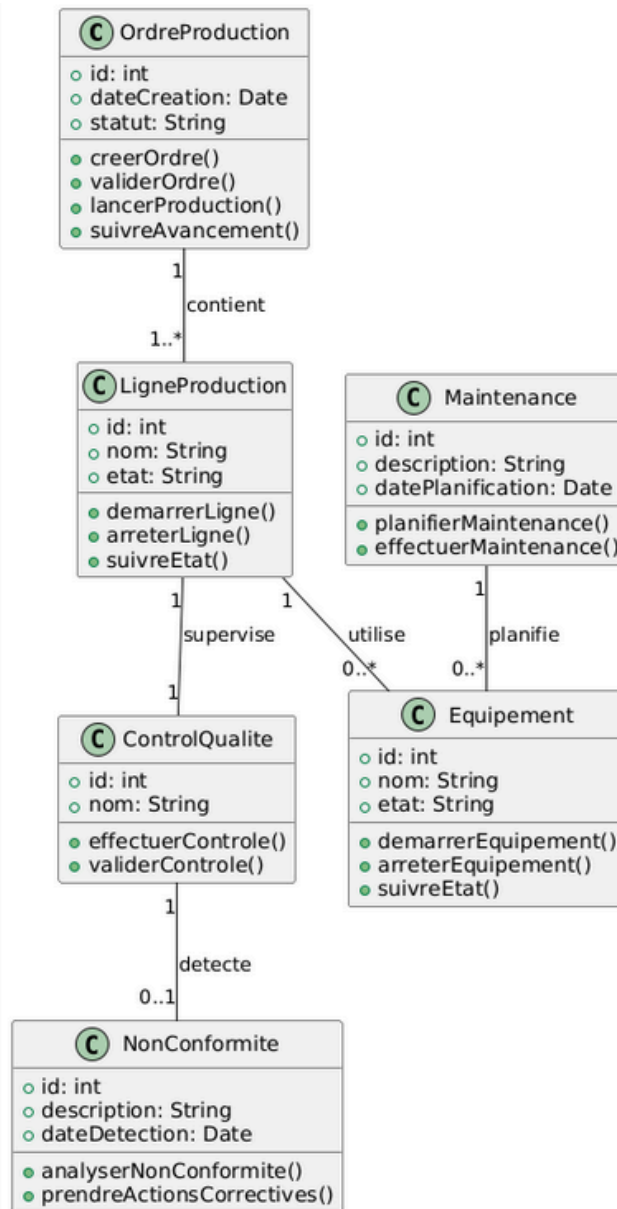 C OrdreProduction
id: int
dateCreation: Date
statut: String
creerOrdre()
validerOrdre()
lancerProduction()
suivreAvancement()
1
contient
1..*
C LigneProduction
id: int
nom: String
etat: String
demarrerLigne()
arreterLigne()
suivreEtat()
C Maintenance
id: int
description: String
datePlanification: Date
planifierMaintenance()
effectuerMaintenance()
1
supervise
1
1
utilise
0..*
1
planifie
0..*
C ControlQualite
id: int
nom: String
effectuerControle()
validerControle()
C Equipement
id: int
nom: String
etat: String
demarrerEquipement()
arreterEquipement()
suivreEtat()
1
detecte
0..1
C NonConformite
id: int
description: String
dateDetection: Date
analyserNonConformite()
prendreActionsCorrectives()